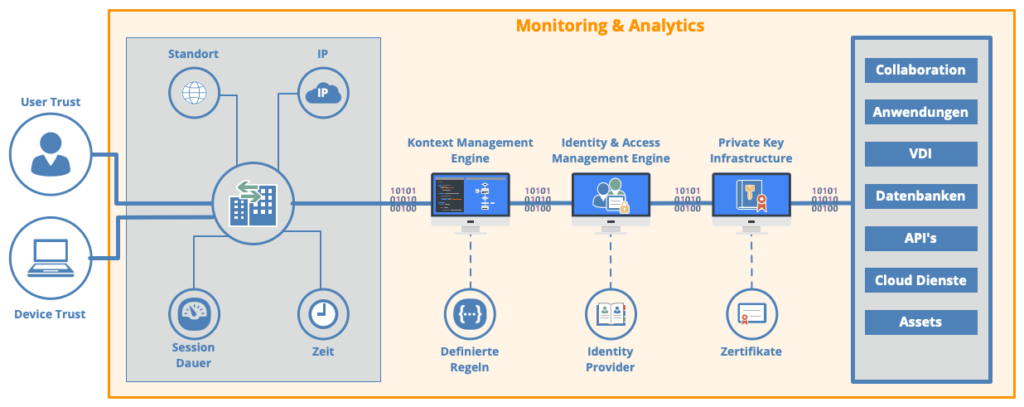 Monitoring & Analytics
User Trust
Device Trust
Standort
IP
IP
Session
Dauer
Zeit
10101
01010
00100
Kontext Management
Engine
Definierte
Regeln
10101
01010
00100
Identity & Access
Management Engine
Identity
Provider
10101
01010
00100
Private Key
Infrastructure
Zertifikate
10101
01010
00100
Collaboration
Anwendungen
VDI
Datenbanken
API's
Cloud Dienste
Assets